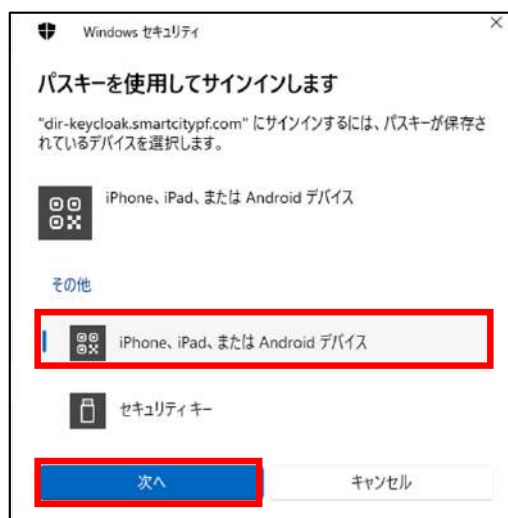 Windows セキュリティ
パスキーを使用してサインインします
"dir-keycloak.smartcitypf.com" にサインインするには、パスキーが保存さ
れているデバイスを選択します。
iPhone、iPad、または Android デバイス
その他
iPhone、iPad、または Android デバイス
セキュリティ キー
次へ
キャンセル